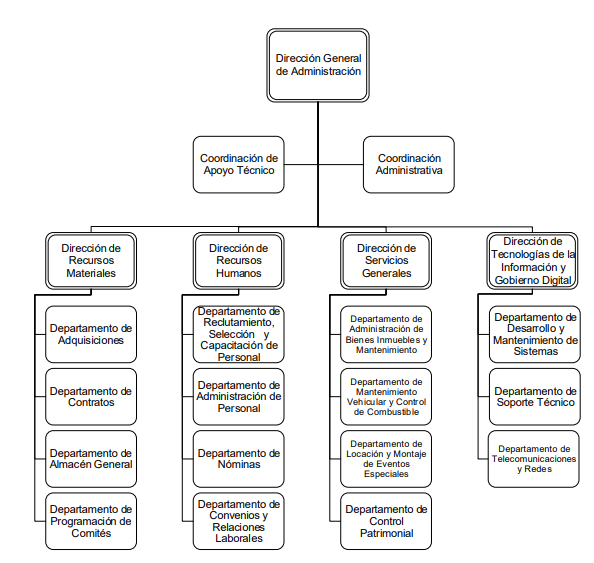 Dirección General
de Administración
Coordinación de
Apoyo Técnico
Coordinación
Administrativa
Dirección de
Recursos
Materiales
Dirección de
Recursos
Humanos
Dirección de
Servicios
Generales
Dirección de
Tecnologías de la
Información y
Gobierno Digital
Departamento de
Adquisiciones
Departamento de
Contratos
Departamento de
Almacén General
Departamento de
Programación de
Comités
Departamento de
Reclutamiento,
Selección y
Capacitación de
Personal
Departamento de
Administración de
Personal
Departamento de
Nóminas
Departamento de
Convenios y
Relaciones
Laborales
Departamento de
Administración de
Bienes Inmuebles y
Mantenimiento
Departamento de
Mantenimiento
Vehicular y Control
de Combustible
Departamento de
Locación y Montaje
de Eventos
Especiales
Departamento de
Control
Patrimonial
Departamento de
Desarrollo y
Mantenimiento de
Sistemas
Departamento de
Soporte Técnico
Departamento de
Telecomunicaciones
y Redes